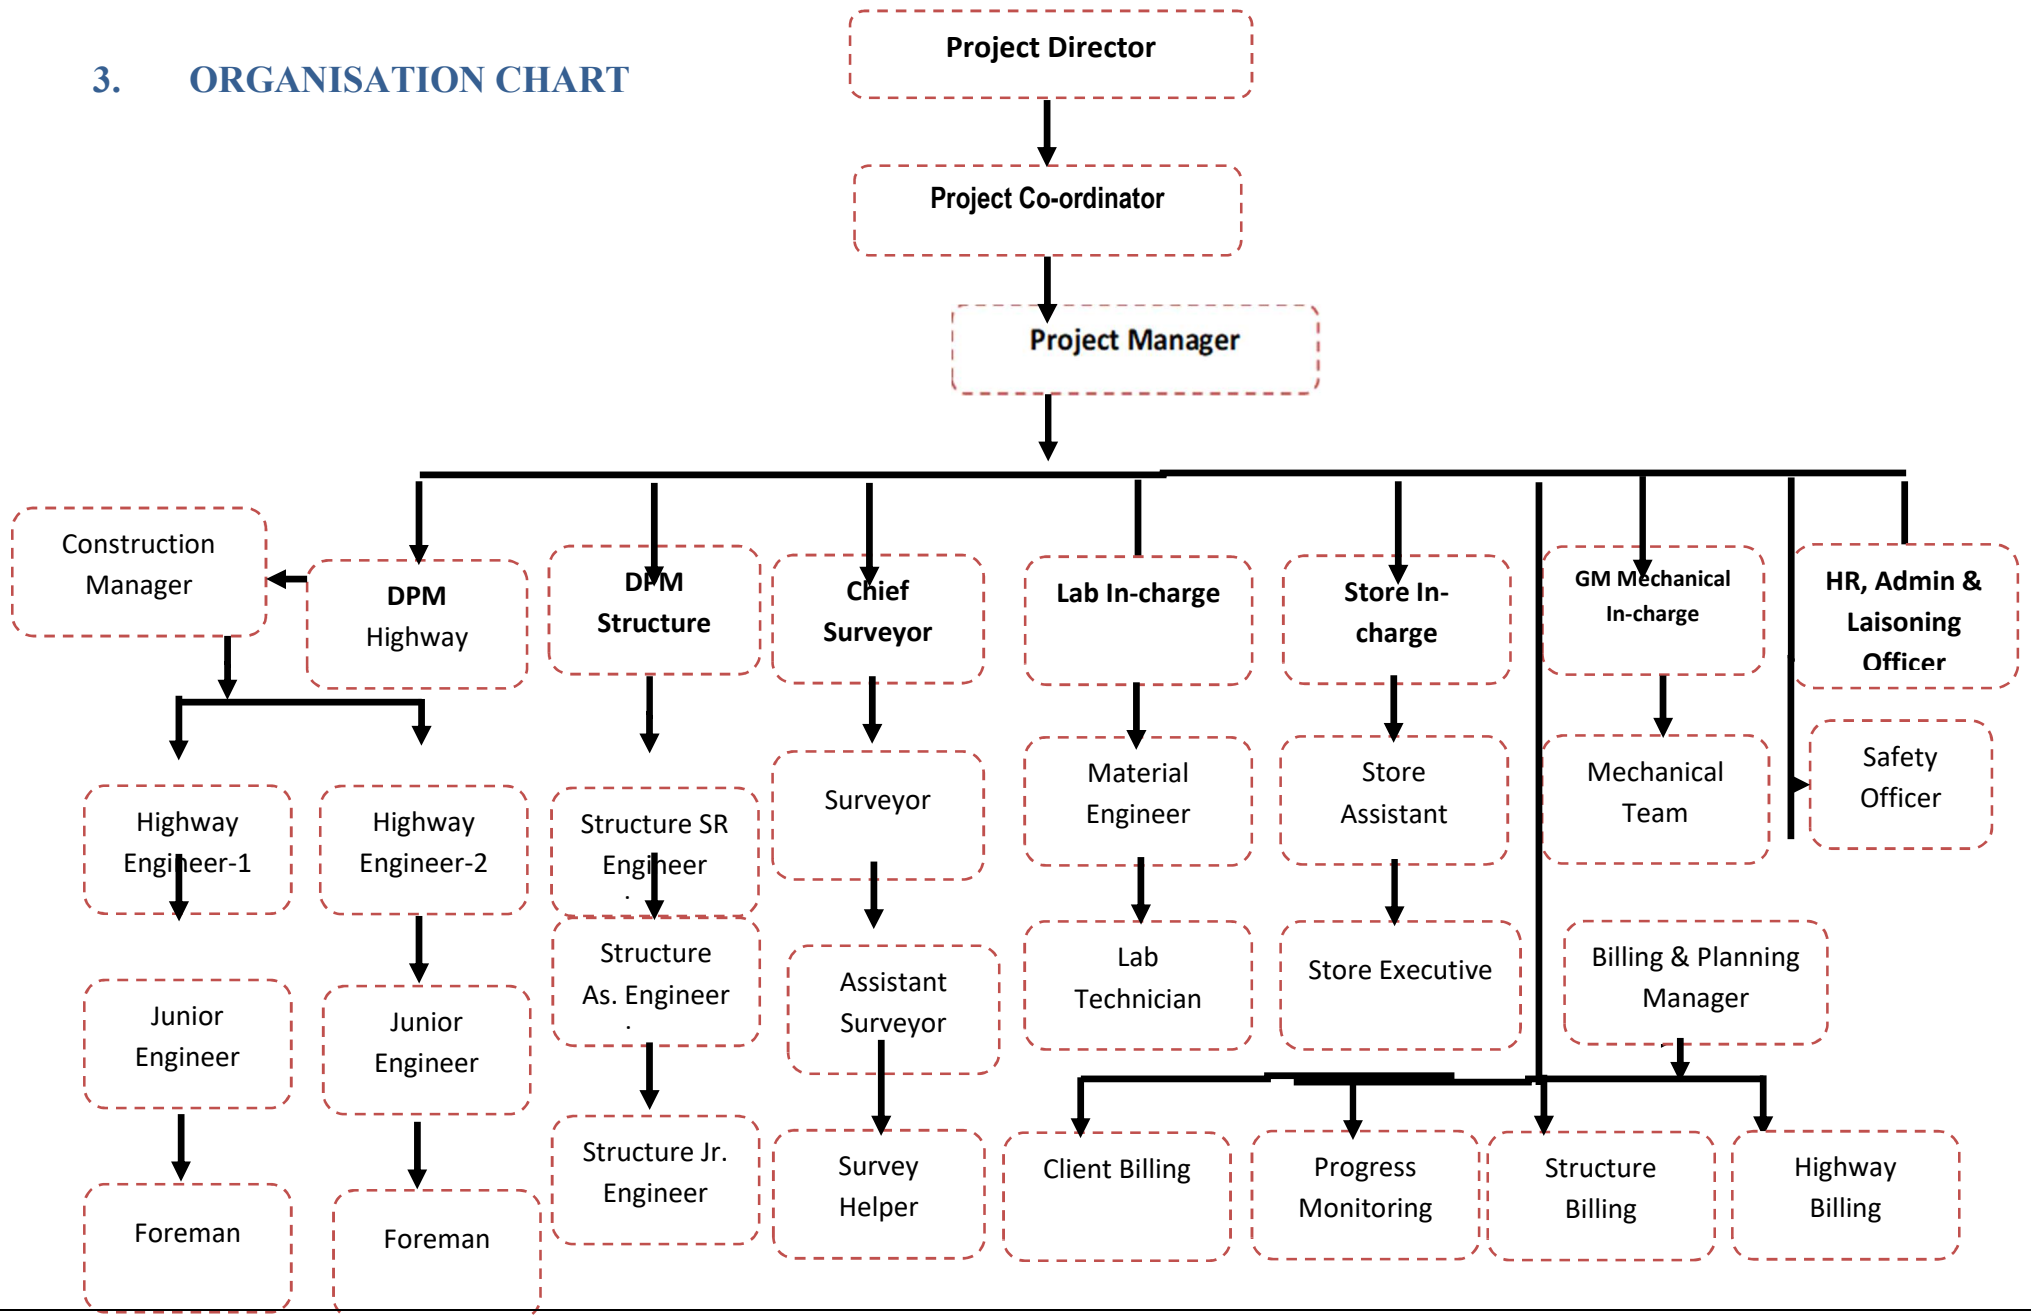 3. ORGANISATION CHART
Project Director
Project Co-ordinator
Project Manager
Construction
Manager
DPM
Highway
DPM
Structure
Chief
Surveyor
Lab In-charge
Store In-
charge
GM Mechanical
In-charge
HR, Admin &
Laisoning
Officer
Highway
Engineer-1
Highway
Engineer-2
Structure SR
Engineer
.
Surveyor
Material
Engineer
Store
Assistant
Mechanical
Team
Safety
Officer
Junior
Engineer
Junior
Engineer
Structure
As. Engineer
.
Assistant
Surveyor
Lab
Technician
Store Executive
Billing & Planning
Manager
Foreman
Foreman
Structure Jr.
Engineer
Survey
Helper
Client Billing
Progress
Monitoring
Structure
Billing
Highway
Billing